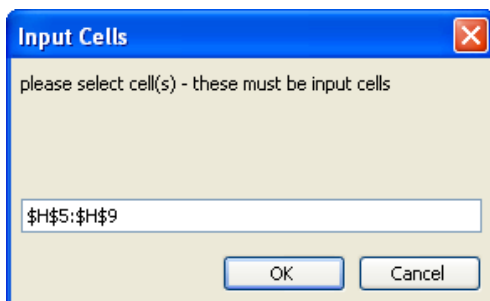 Input Cells
please select cell(s) - these must be input cells
$H$5:$H$9
OK Cancel